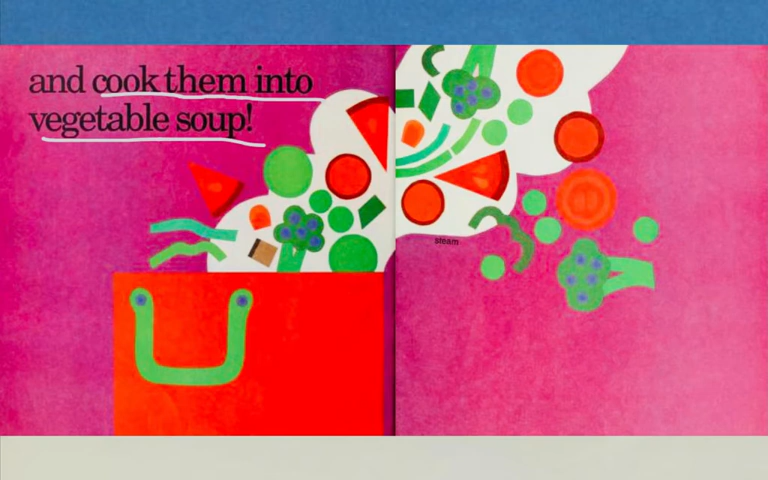 and cook them into
vegetable soup!
steam